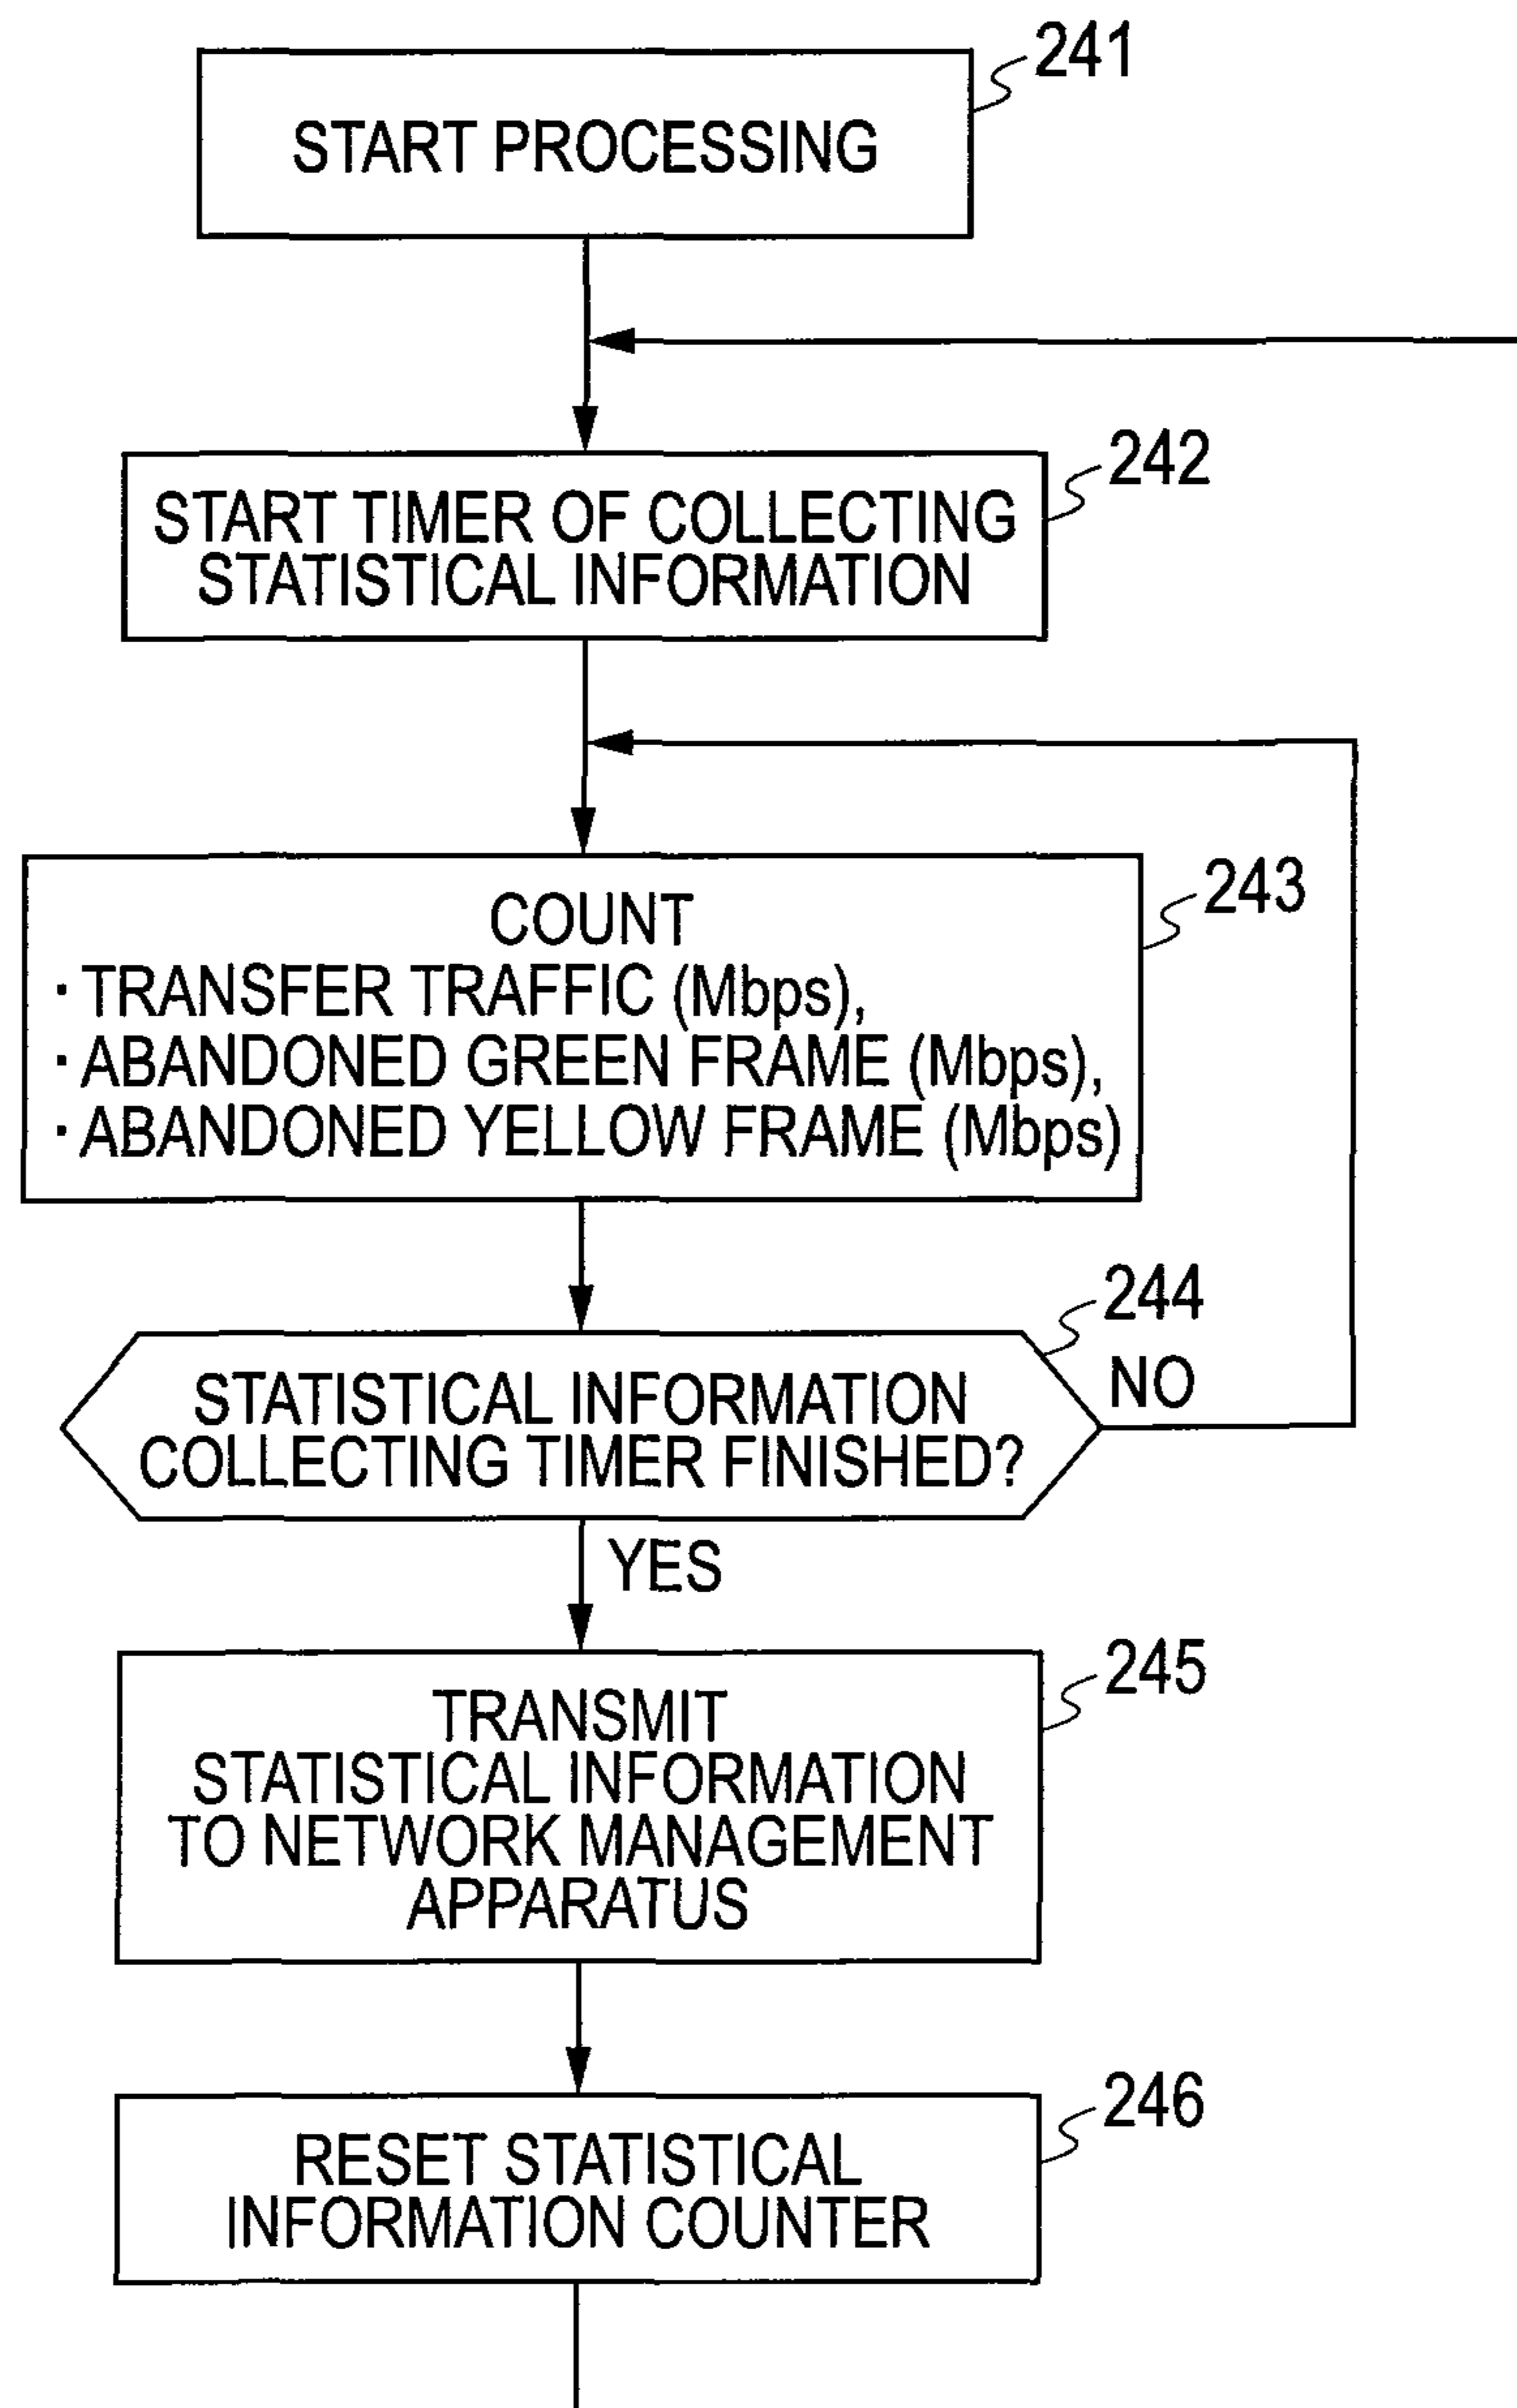 241
START PROCESSING
242
START TIMER OF COLLECTING
STATISTICAL INFORMATION
243
COUNT
· TRANSFER TRAFFIC (Mbps),
· ABANDONED GREEN FRAME (Mbps),
· ABANDONED YELLOW FRAME (Mbps)
244
STATISTICAL INFORMATION
COLLECTING TIMER FINISHED?
NO
YES
245
TRANSMIT
STATISTICAL INFORMATION
TO NETWORK MANAGEMENT
APPARATUS
246
RESET STATISTICAL
INFORMATION COUNTER